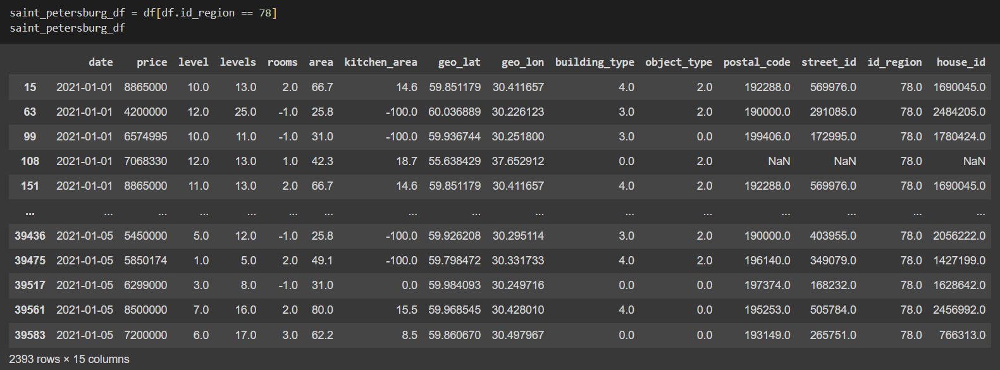 saint_petersburg_df = df[df.id_region == 78]
saint_petersburg_df
date price level levels rooms area kitchen_area geo_lat geo_lon building_type object_type postal_code street_id id_region house_id
15 2021-01-01 8865000 10.0 13.0 2.0 66.7 14.6 59.851179 30.411657 4.0 2.0 192288.0 569976.0 78.0 1690045.0
63 2021-01-01 4200000 12.0 25.0 -1.0 25.8 -100.0 60.036889 30.226123 3.0 2.0 190000.0 291085.0 78.0 2484205.0
99 2021-01-01 6574995 10.0 11.0 -1.0 31.0 -100.0 59.936744 30.251800 3.0 0.0 199406.0 172995.0 78.0 1780424.0
108 2021-01-01 7068330 12.0 13.0 1.0 42.3 18.7 55.638429 37.652912 0.0 2.0 NaN NaN 78.0 NaN
151 2021-01-01 8865000 11.0 13.0 2.0 66.7 14.6 59.851179 30.411657 4.0 2.0 192288.0 569976.0 78.0 1690045.0
... ... ... ... ... ... ... ... ... ... ... ... ... ... ... ...
39436 2021-01-05 5450000 5.0 12.0 -1.0 25.8 -100.0 59.926208 30.295114 3.0 2.0 190000.0 403955.0 78.0 2056222.0
39475 2021-01-05 5850174 1.0 5.0 2.0 49.1 -100.0 59.798472 30.331733 4.0 2.0 196140.0 349079.0 78.0 1427199.0
39517 2021-01-05 6299000 3.0 8.0 -1.0 31.0 0.0 59.984093 30.249716 0.0 0.0 197374.0 168232.0 78.0 1628642.0
39561 2021-01-05 8500000 7.0 16.0 2.0 80.0 15.5 59.968545 30.428010 4.0 0.0 195253.0 505784.0 78.0 2456992.0
39583 2021-01-05 7200000 6.0 17.0 3.0 62.2 8.5 59.860670 30.497967 0.0 0.0 193149.0 265751.0 78.0 766313.0
2393 rows × 15 columns